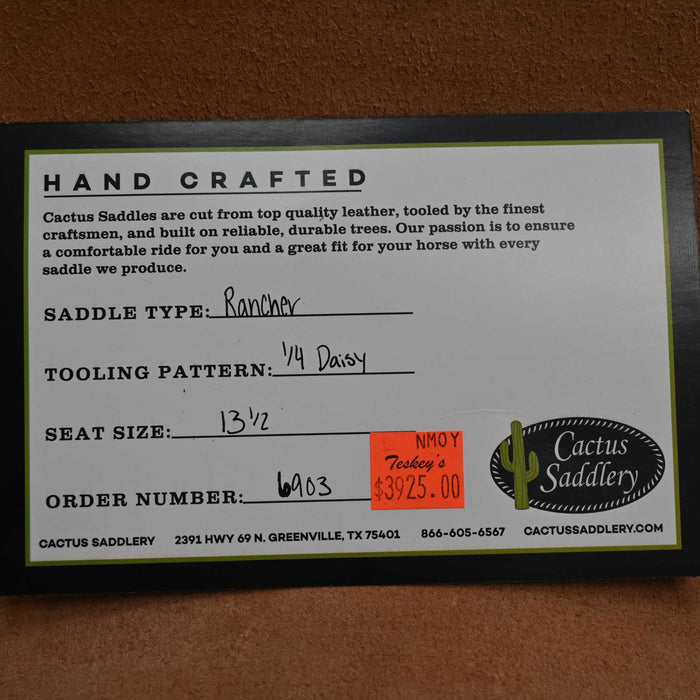 HAND CRAFTED
Cactus Saddles are cut from top quality leather, tooled by the finest
craftsmen, and built on reliable, durable trees. Our passion is to ensure
a comfortable ride for you and a great fit for your horse with every
saddle we produce.
SADDLE TYPE: Rancher
TOOLING PATTERN: 1/4 Daisy
SEAT SIZE: 13 1/2
NMOY
Teskey's
$3925.00
Cactus
Saddlery
ORDER NUMBER: 6903
CACTUS SADDLERY 2391 HWY 69 N. GREENVILLE, TX 75401 866-605-6567 CACTUSSADDLERY.COM